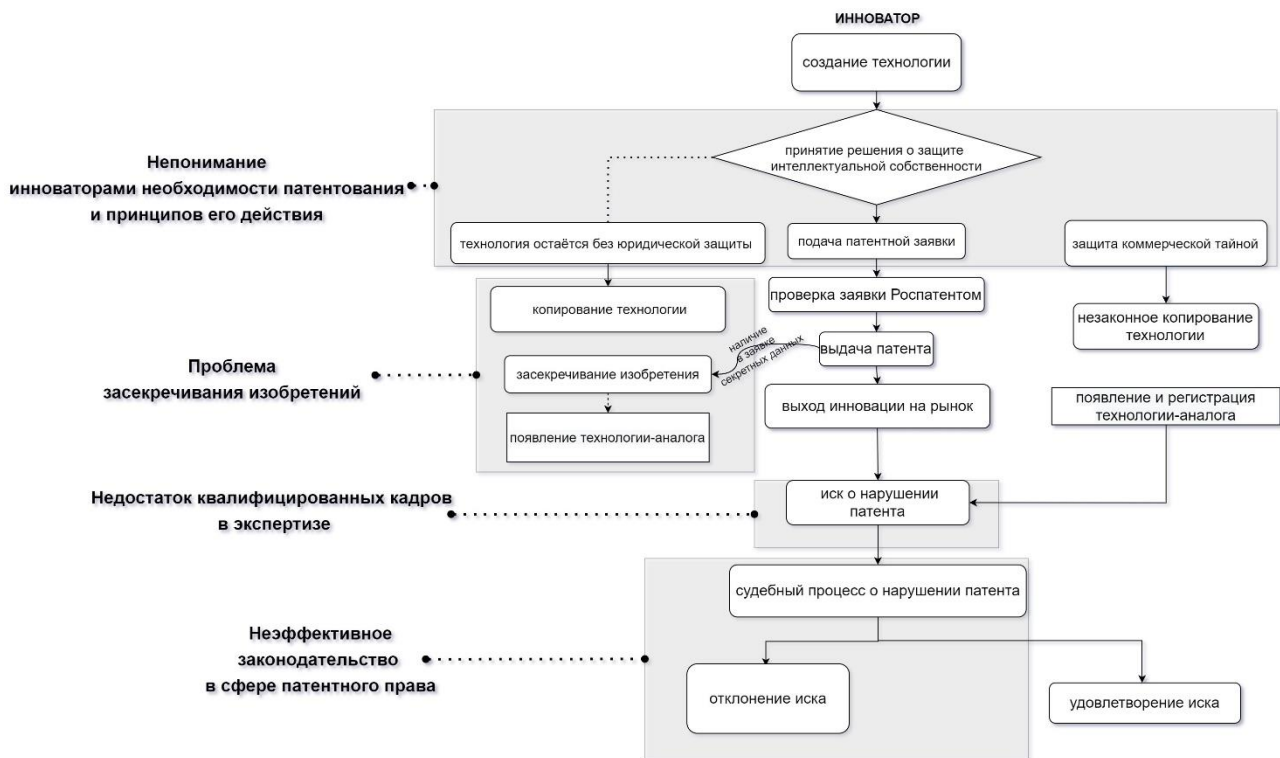 ИННОВАТОР
создание технологии
принятие решения о защите
интеллектуальной собственности
Непонимание
инноваторами необходимости патентования
и принципов его действия
технология остаётся без юридической защиты
подача патентной заявки
защита коммерческой тайной
копирование технологии
проверка заявки Роспатентом
незаконное копирование
технологии
наличие
в заявке
секретных данных
выдача патента
Проблема
засекречивания изобретений
засекречивание изобретения
выход инновации на рынок
появление и регистрация
технологии-аналога
появление технологии-аналога
Недостаток квалифицированных кадров
в экспертизе
иск о нарушении
патента
судебный процесс о нарушении патента
Неэффективное
законодательство
в сфере патентного права
отклонение иска
удовлетворение иска